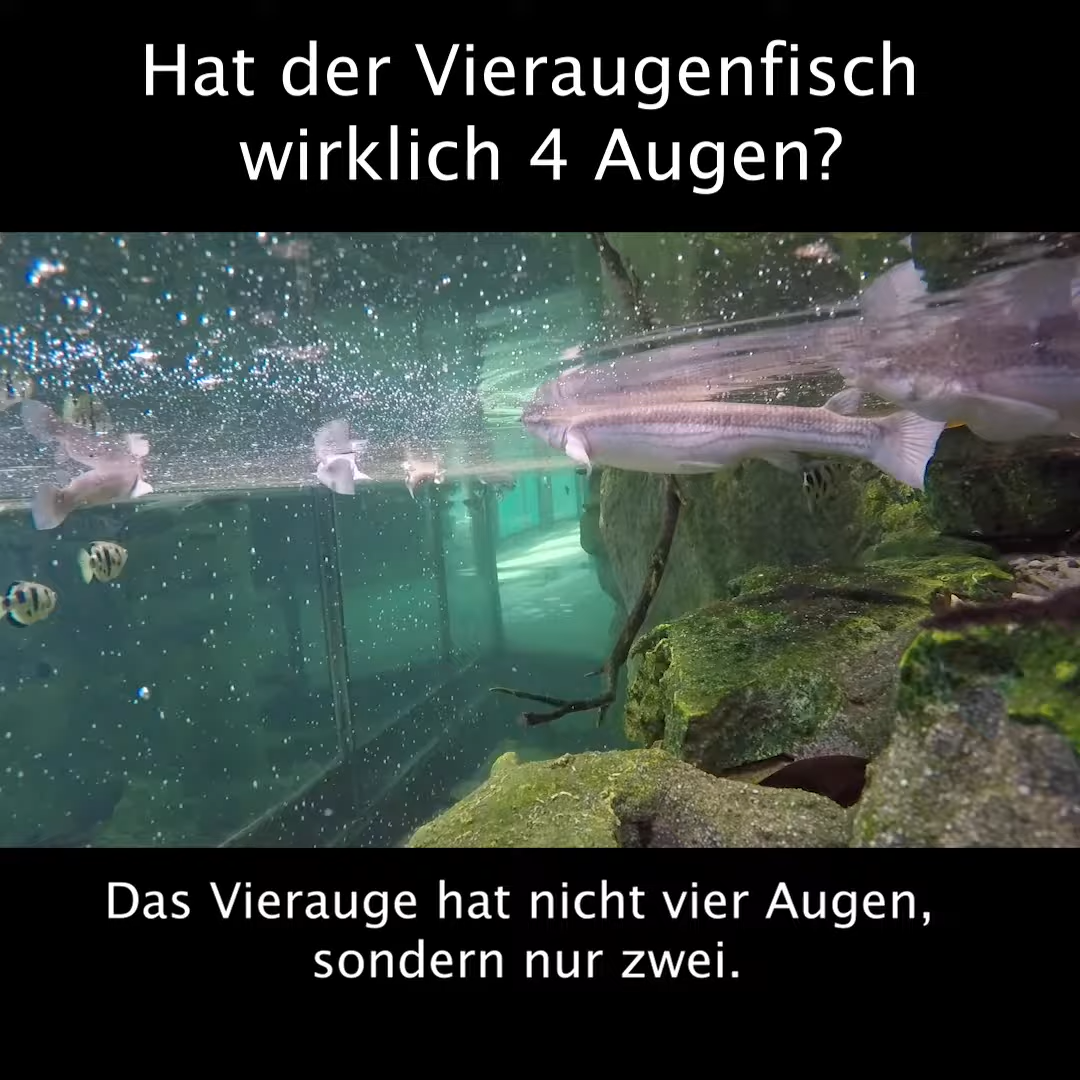 Hat der Vieraugenfisch
wirklich 4 Augen?
Das Vierauge hat nicht vier Augen,
sondern nur zwei.